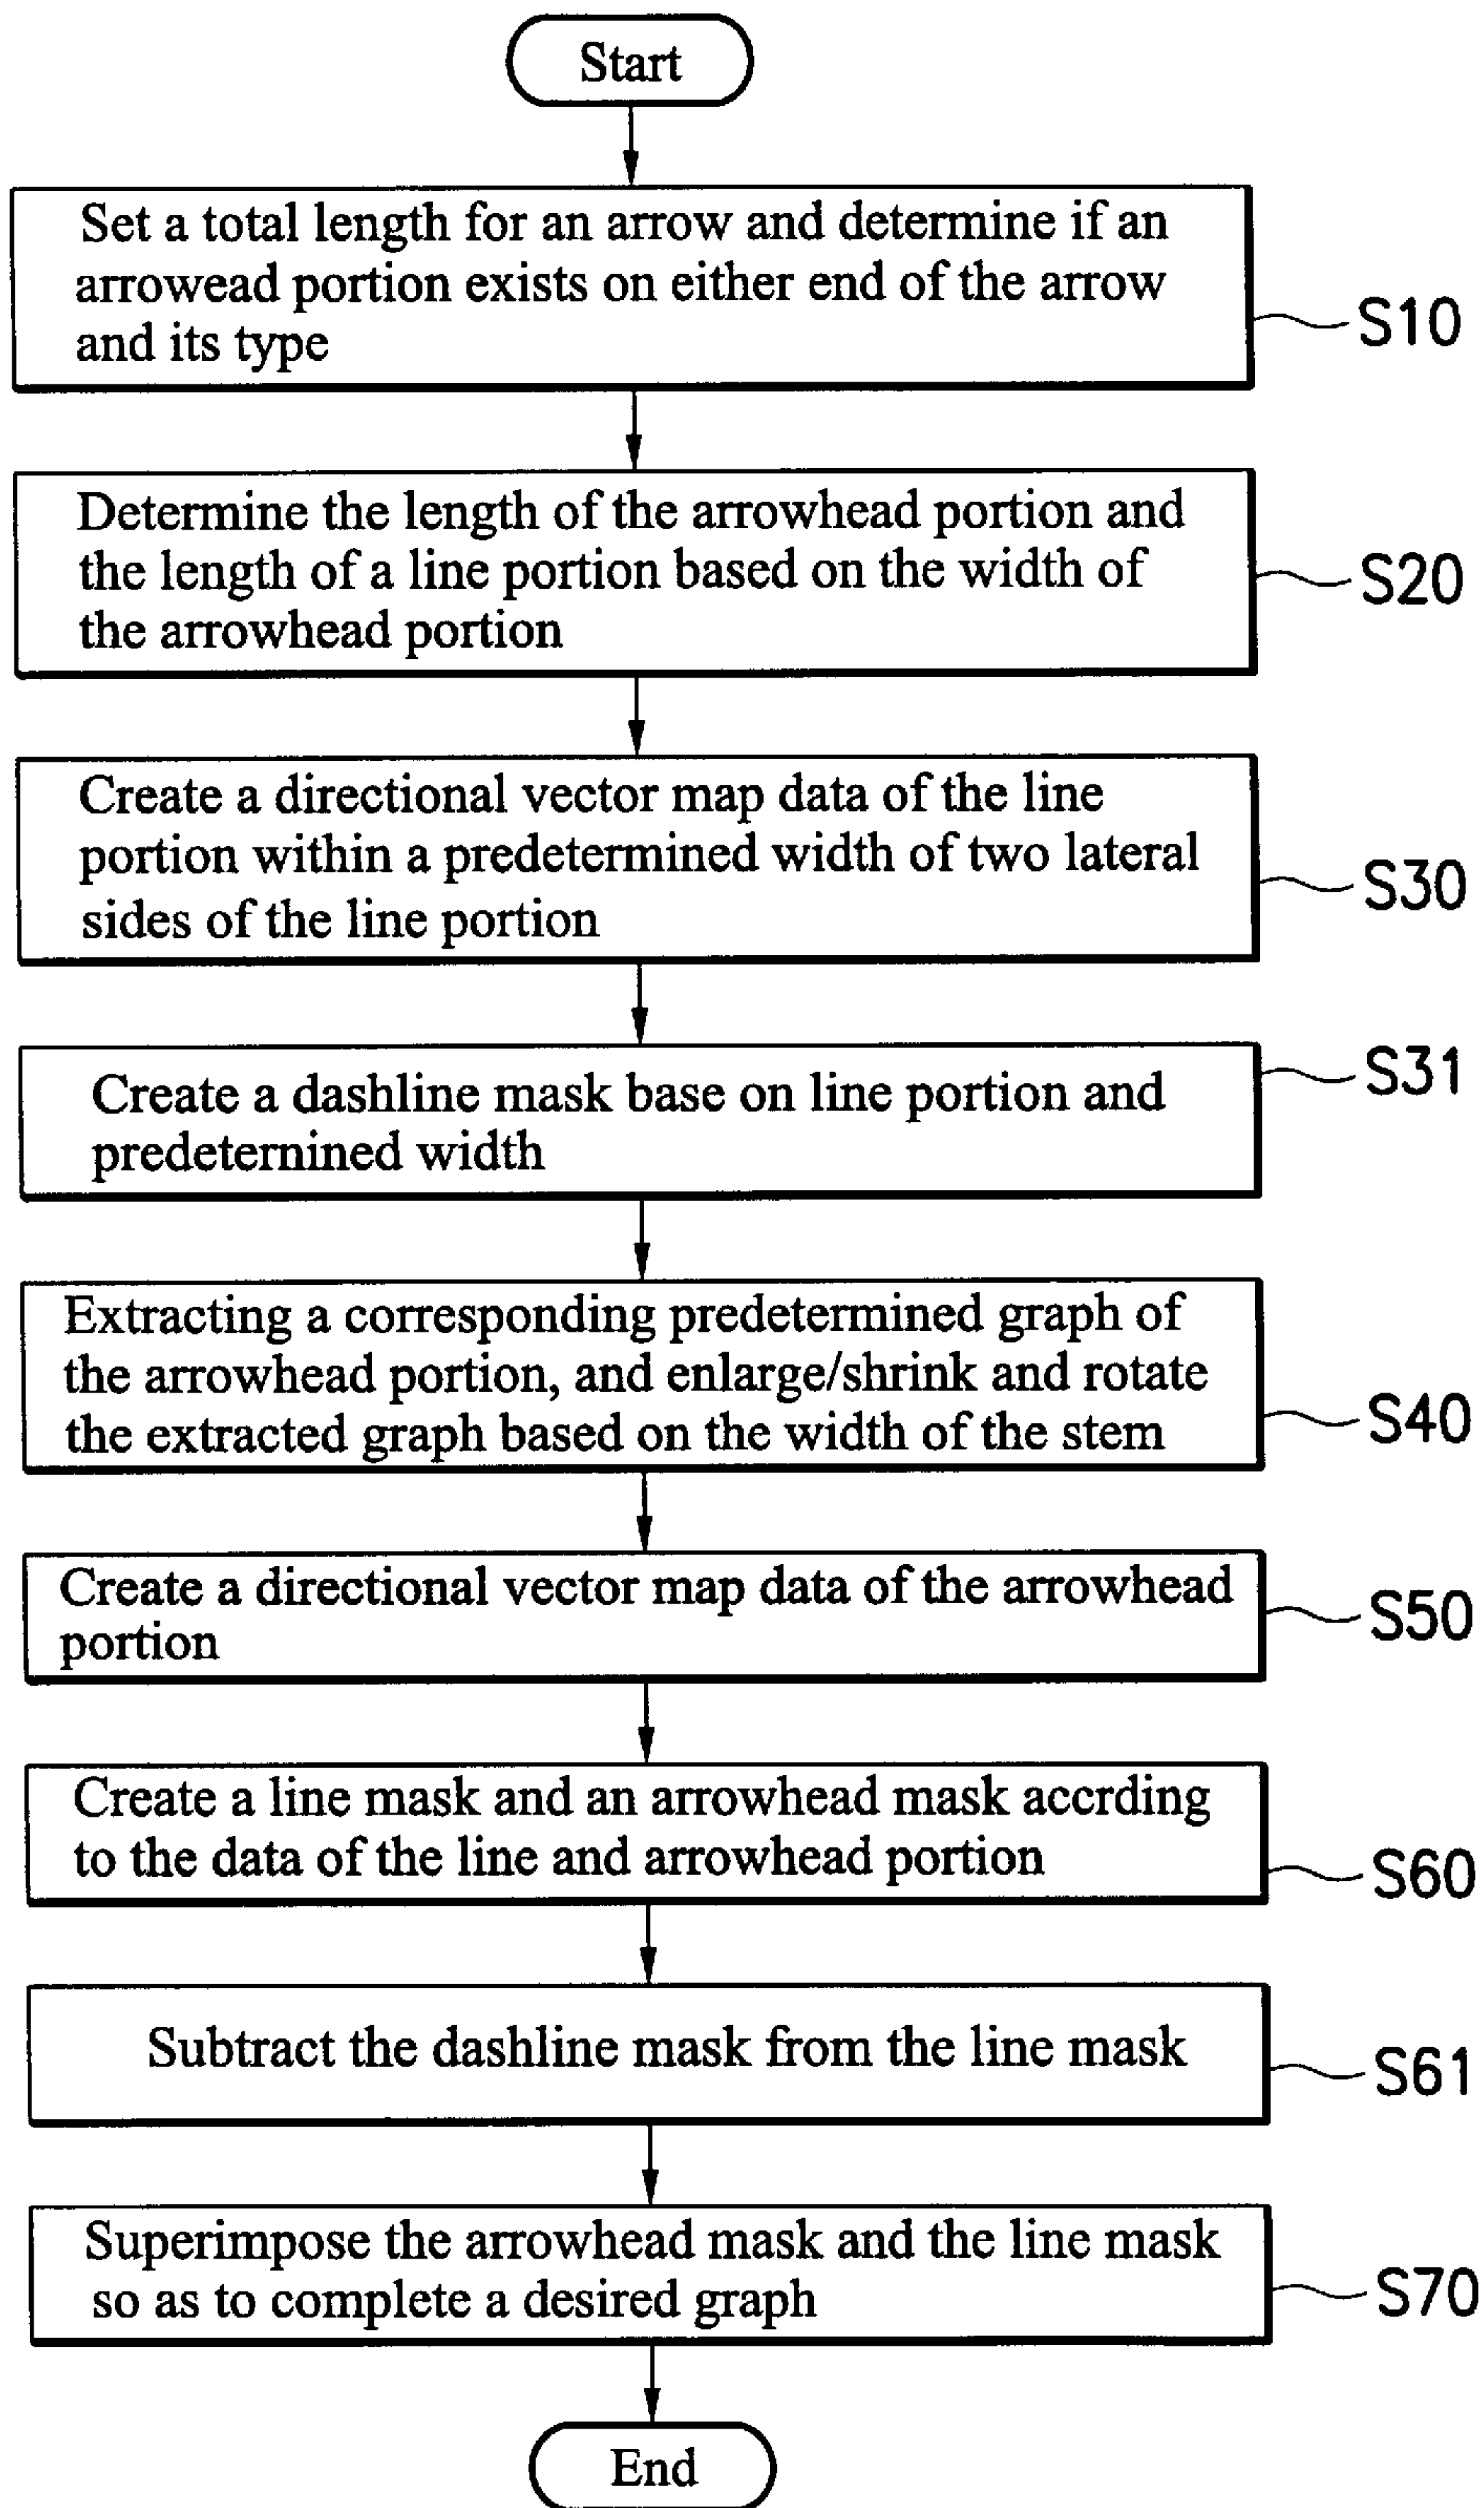 Start
Set a total length for an arrow and determine if an
arrowead portion exists on either end of the arrow
and its type
S10
Determine the length of the arrowhead portion and
the length of a line portion based on the width of
the arrowhead portion
S20
Create a directional vector map data of the line
portion within a predetermined width of two lateral
sides of the line portion
S30
Create a dashline mask base on line portion and
predeternined width
S31
Extracting a corresponding predetermined graph of
the arrowhead portion, and enlarge/shrink and rotate
the extracted graph based on the width of the stem
S40
Create a directional vector map data of the arrowhead
portion
S50
Create a line mask and an arrowhead mask accrding
to the data of the line and arrowhead portion
S60
Subtract the dashline mask from the line mask
S61
Superimpose the arrowhead mask and the line mask
so as to complete a desired graph
S70
End